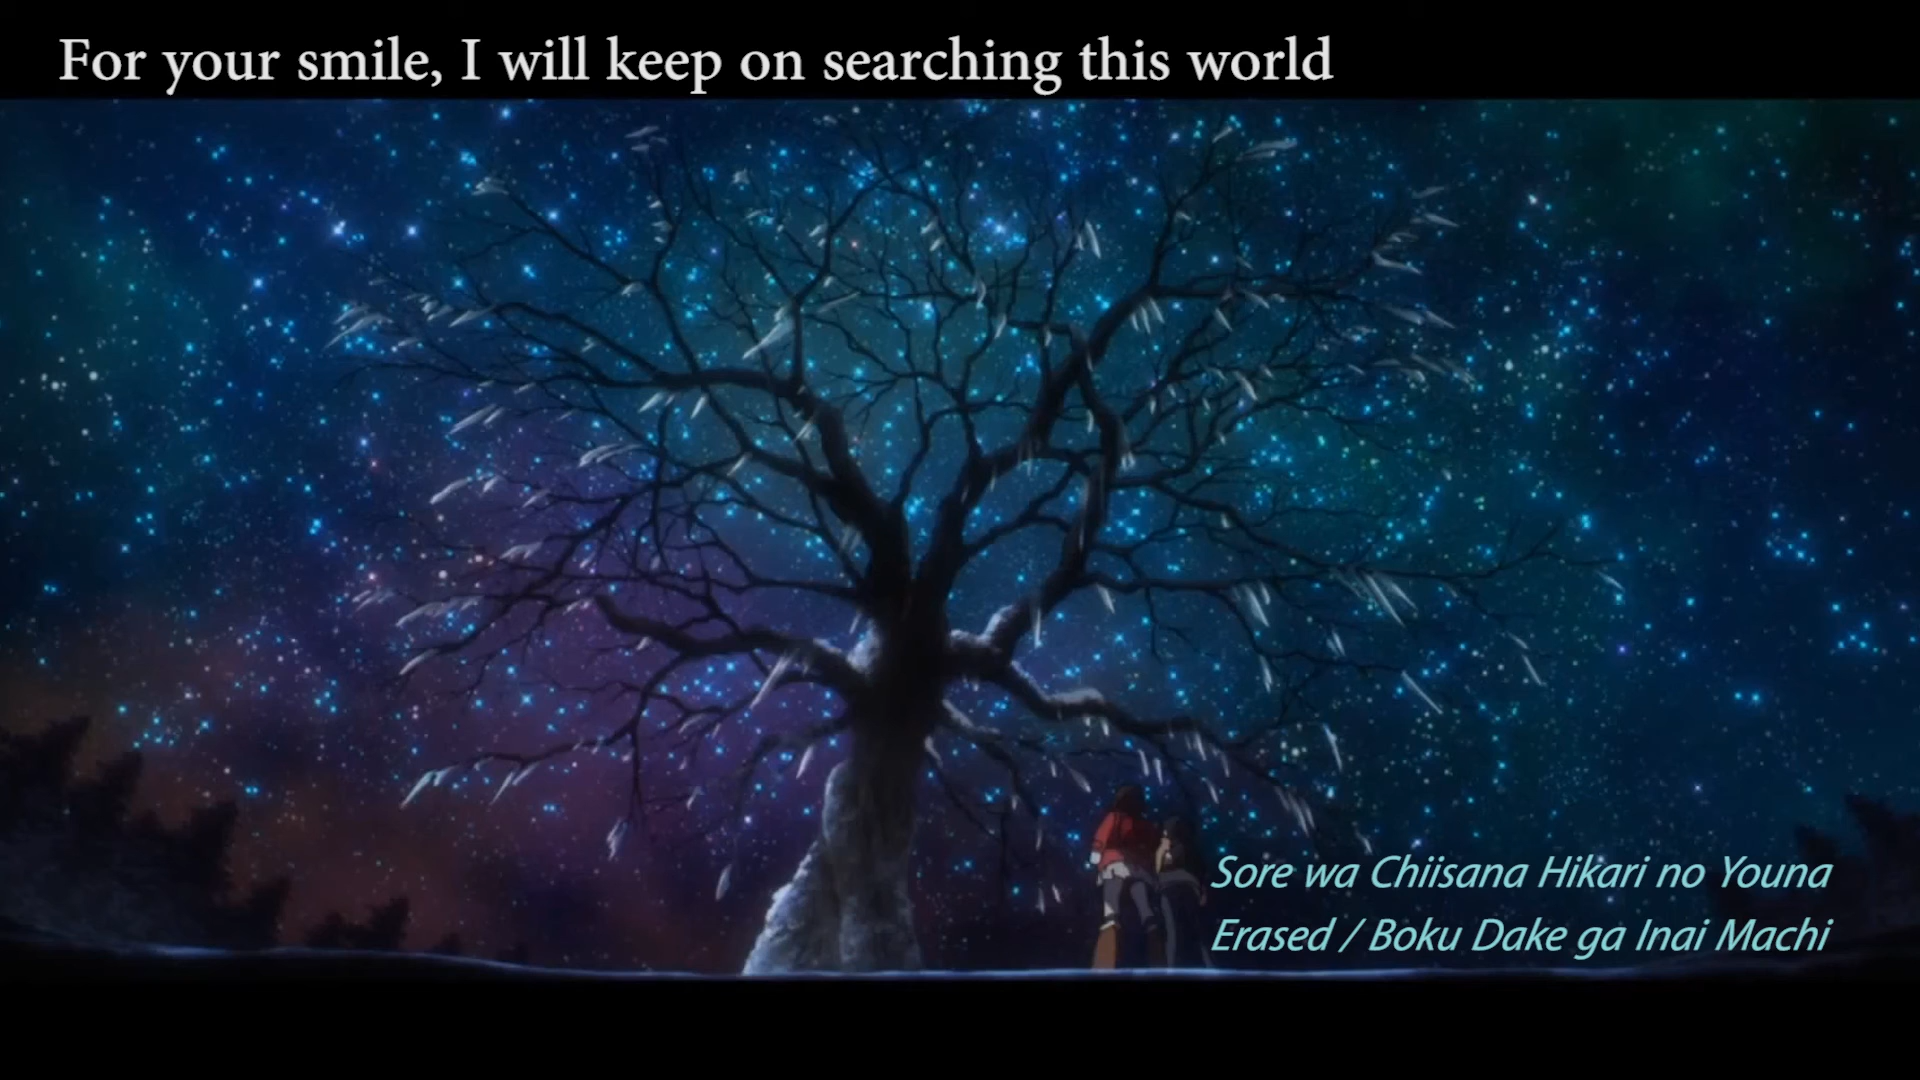 For your smile, I will keep on searching this world
Sore wa Chiisana Hikari no Youna
Erased / Boku Dake ga Inai Machi